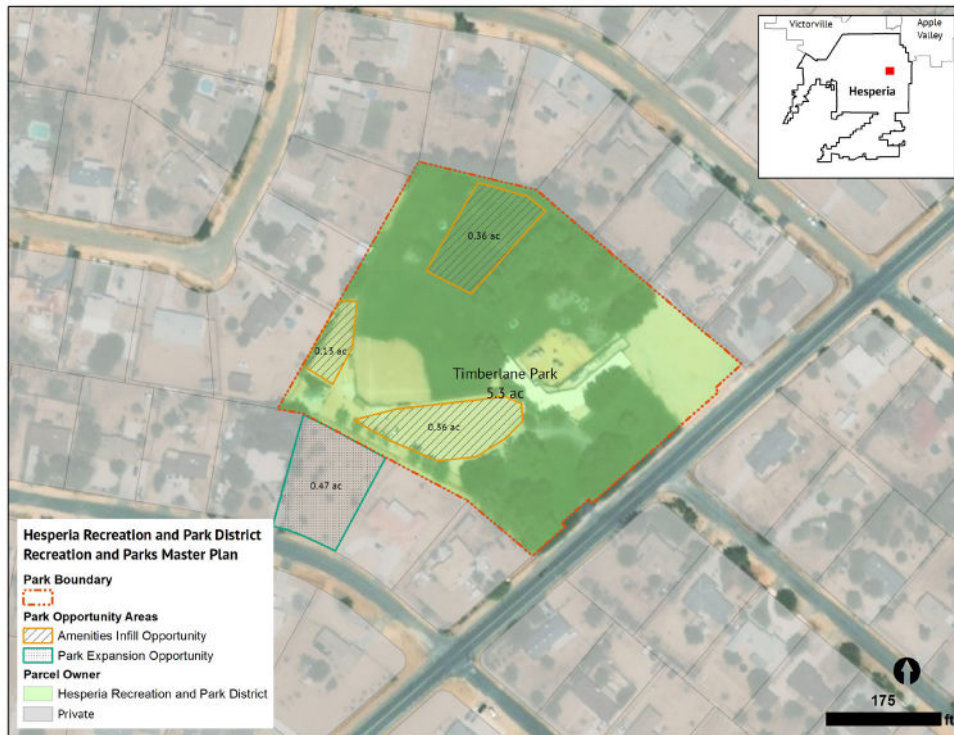 Victorville
Apple
Valley
Hesperia
0.36 ac
0.13 ac
Timberlane Park
5.3 ac
0.36 ac
0.47 ac
Hesperia Recreation and Park District
Recreation and Parks Master Plan
Park Boundary
Park Opportunity Areas
Amenities Infill Opportunity
Park Expansion Opportunity
Parcel Owner
Hesperia Recreation and Park District
Private
175
ft